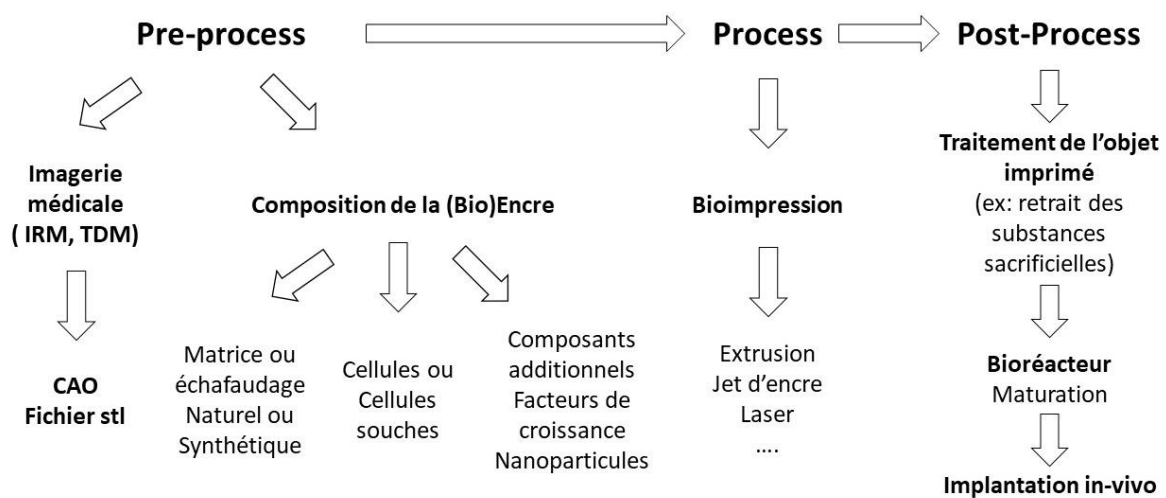 Pre-process
Process
Post-Process
Imagerie
médicale
( IRM, TDM)
CAO
Fichier stl
Composition de la (Bio)Encre
Matrice ou
échafaudage
Naturel ou
Synthétique
Cellules ou
Cellules
souches
Composants
additionnels
Facteurs de
croissance
Nanoparticules
Bioimpression
Extrusion
Jet d’encre
Laser
….
Traitement de l’objet
imprimé
(ex: retrait des
substances
sacrificielles)
Bioréacteur
Maturation
Implantation in-vivo